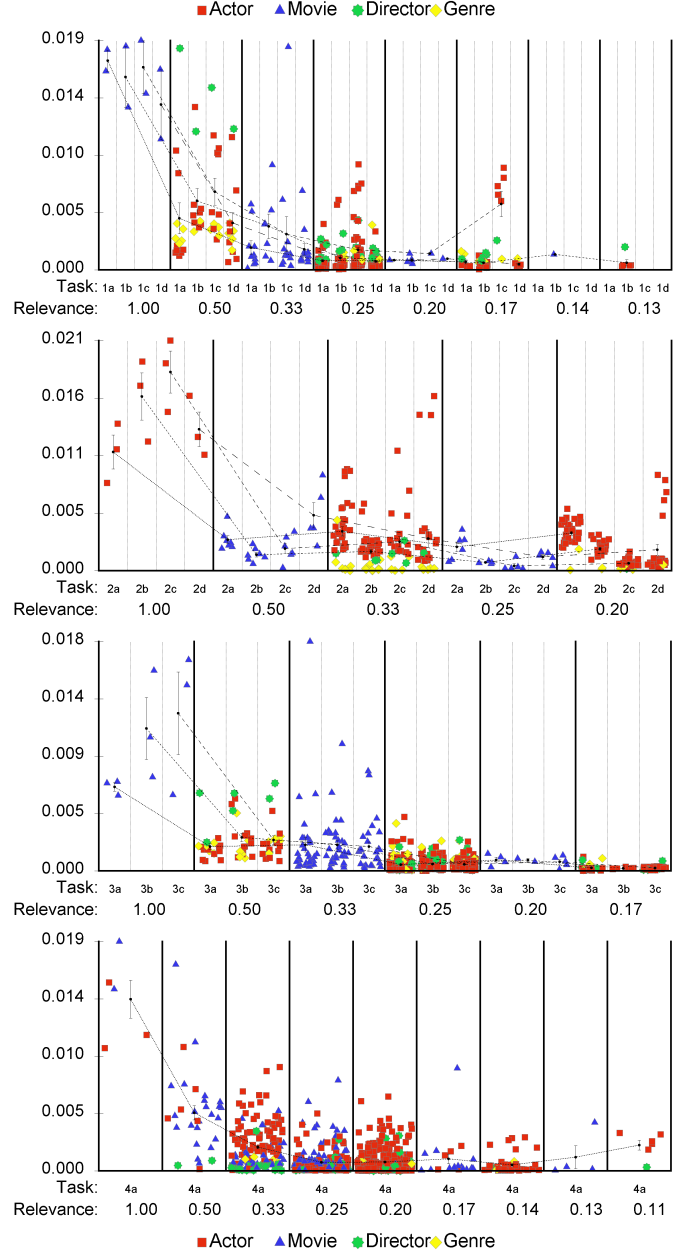 Actor Movie Director Genre
0.019
0.014
0.010
0.005
0.000
Task: 1a 1b 1c 1d 1a 1b 1c 1d 1a 1b 1c 1d 1a 1b 1c 1d 1a 1b 1c 1d 1a 1b 1c 1d 1a 1b 1c 1d 1a 1b 1c 1d
Relevance: 1.00 0.50 0.33 0.25 0.20 0.17 0.14 0.13
0.021
0.016
0.011
0.005
0.000
Task: 2a 2b 2c 2d 2a 2b 2c 2d 2a 2b 2c 2d 2a 2b 2c 2d 2a 2b 2c 2d
Relevance: 1.00 0.50 0.33 0.25 0.20
0.018
0.014
0.009
0.005
0.000
Task: 3a 3b 3c 3a 3b 3c 3a 3b 3c 3a 3b 3c 3a 3b 3c 3a 3b 3c
Relevance: 1.00 0.50 0.33 0.25 0.20 0.17
0.019
0.014
0.010
0.005
0.000
Task: 4a 4a 4a 4a 4a 4a 4a 4a 4a
Relevance: 1.00 0.50 0.33 0.25 0.20 0.17 0.14 0.13 0.11
Actor Movie Director Genre